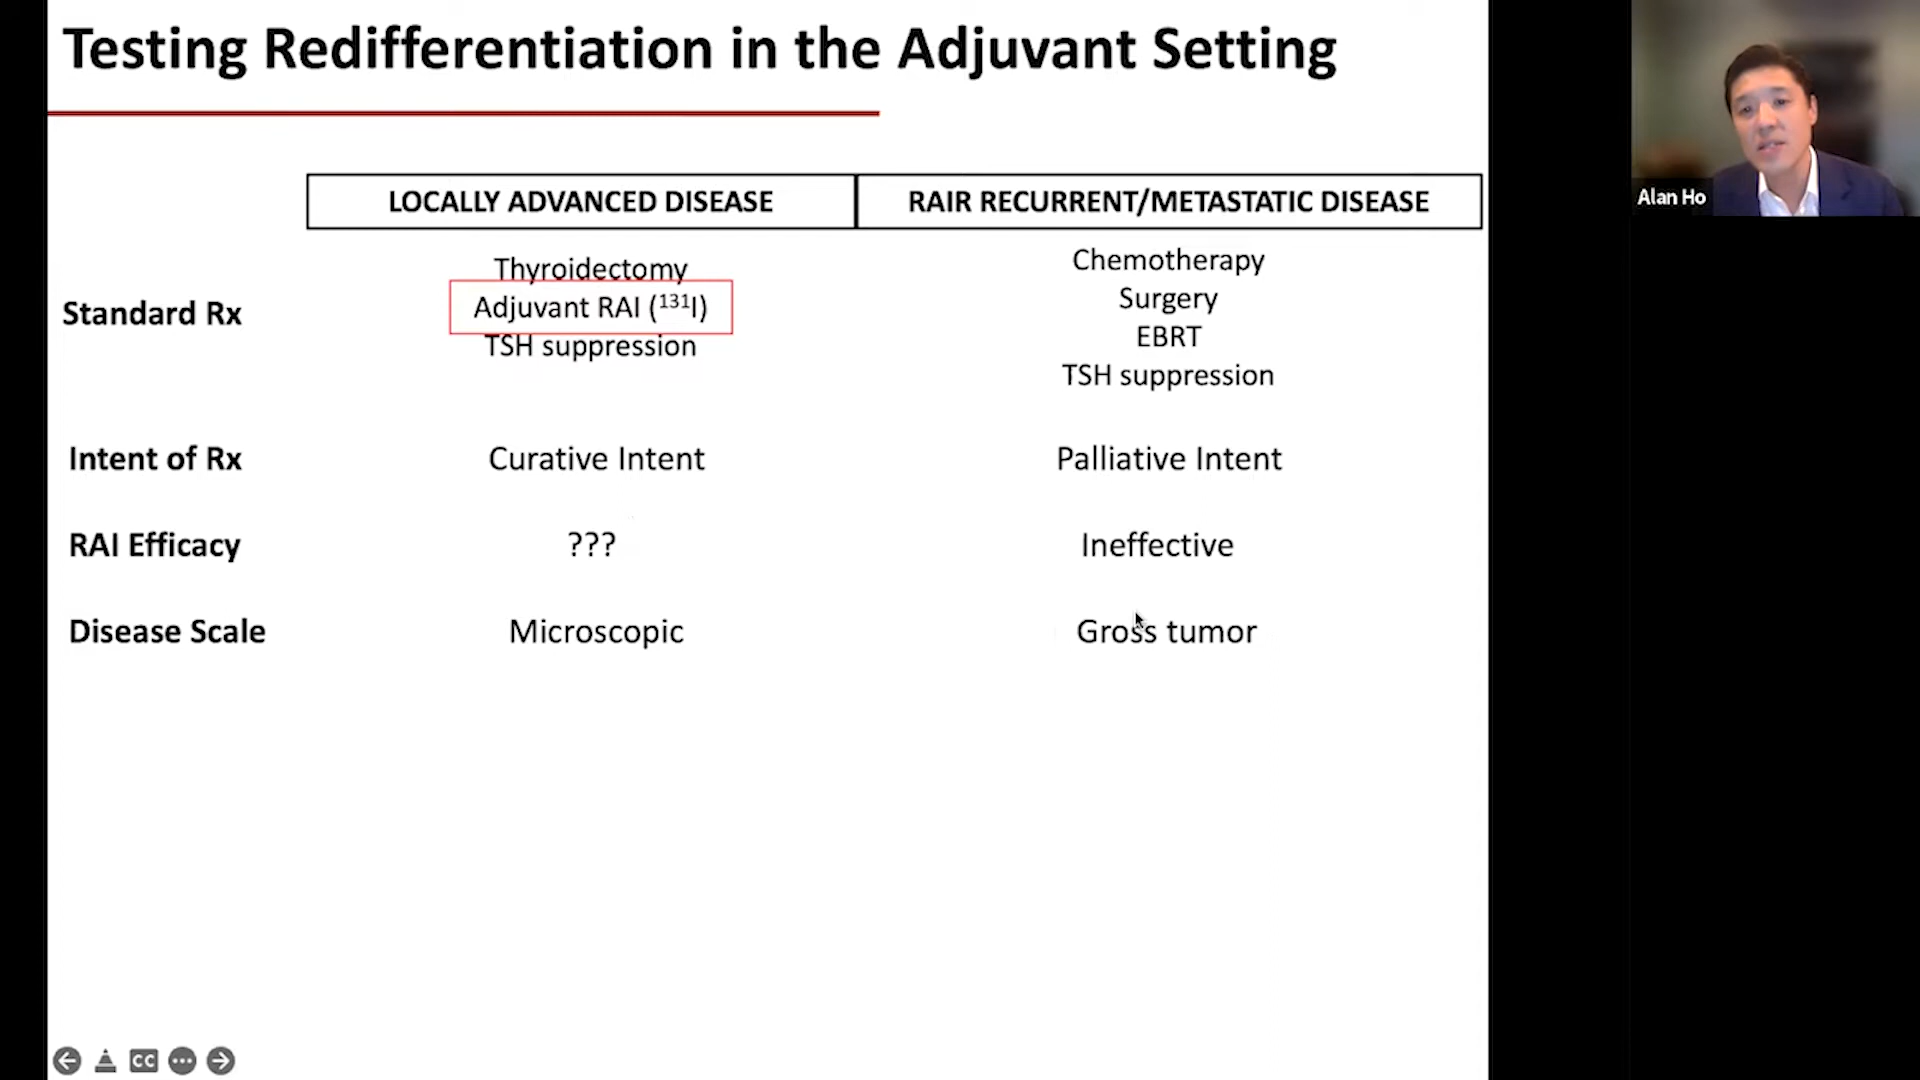 Testing Redifferentiation in the Adjuvant Setting
Alan Ho
LOCALLY ADVANCED DISEASE
RAIR RECURRENT/METASTATIC DISEASE
Standard Rx
Thyroidectomy
Adjuvant RAI (¹³¹I)
TSH suppression
Chemotherapy
Surgery
EBRT
TSH suppression
Intent of Rx
Curative Intent
Palliative Intent
RAI Efficacy
???
Ineffective
Disease Scale
Microscopic
Gross tumor
CC